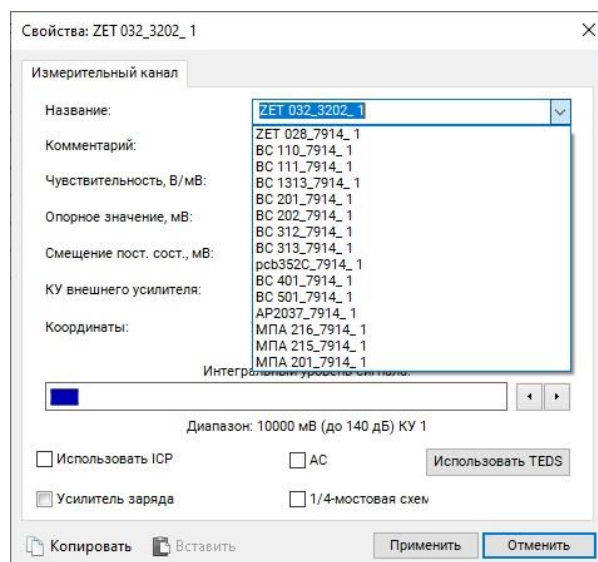 Свойства: ZET 032_3202_ 1
Измерительный канал
Название:
ZET 032_3202_ 1
ZET 028_7914_ 1
BC 110_7914_ 1
BC 111_7914_ 1
BC 1313_7914_ 1
BC 201_7914_ 1
BC 202_7914_ 1
BC 312_7914_ 1
BC 313_7914_ 1
pcb352C_7914_ 1
BC 401_7914_ 1
BC 501_7914_ 1
AP2037_7914_ 1
МПА 216_7914_ 1
МПА 215_7914_ 1
МПА 201_7914_ 1
Комментарий:
Чувствительность, В/мВ:
Опорное значение, мВ:
Смещение пост. сост., мВ:
КУ внешнего усилителя:
Координаты:
Интегральный уровень сигнала:
Диапазон: 10000 мВ (до 140 дБ) КУ 1
Использовать ICP
AC
Использовать TEDS
Усилитель заряда
1/4-мостовая схем
Копировать
Вставить
Применить
Отменить